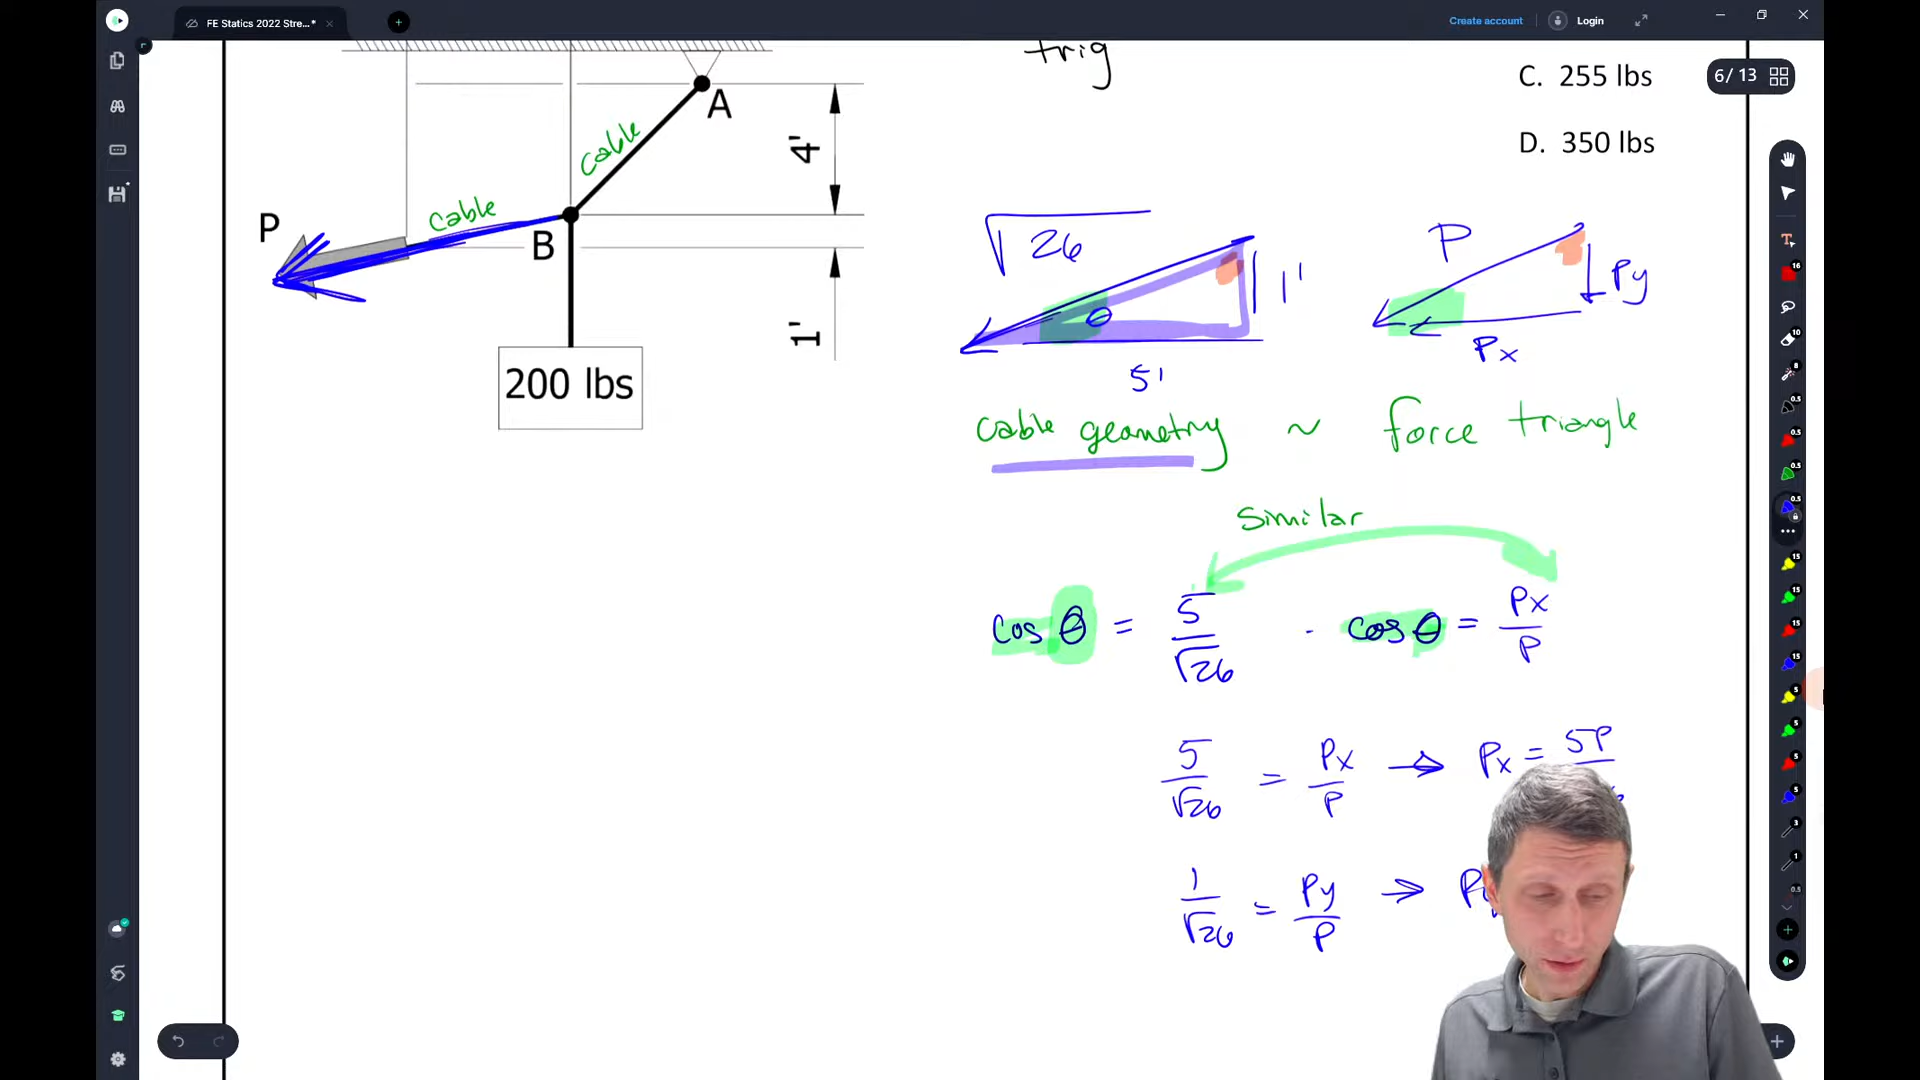 FE Statics 2022 Stre...*
Create account
Login
trig
C. 255 lbs
6/ 13
D. 350 lbs
A
cable
4'
P
cable
B
1'
200 lbs
√26
θ
1'
5'
P
Py
Px
cable geometry ~ force triangle
Similar
cos θ = 5/√26 · cos θ = Px/P
5/√26 = Px/P → Px = 5P
1/√26 = Py/P →